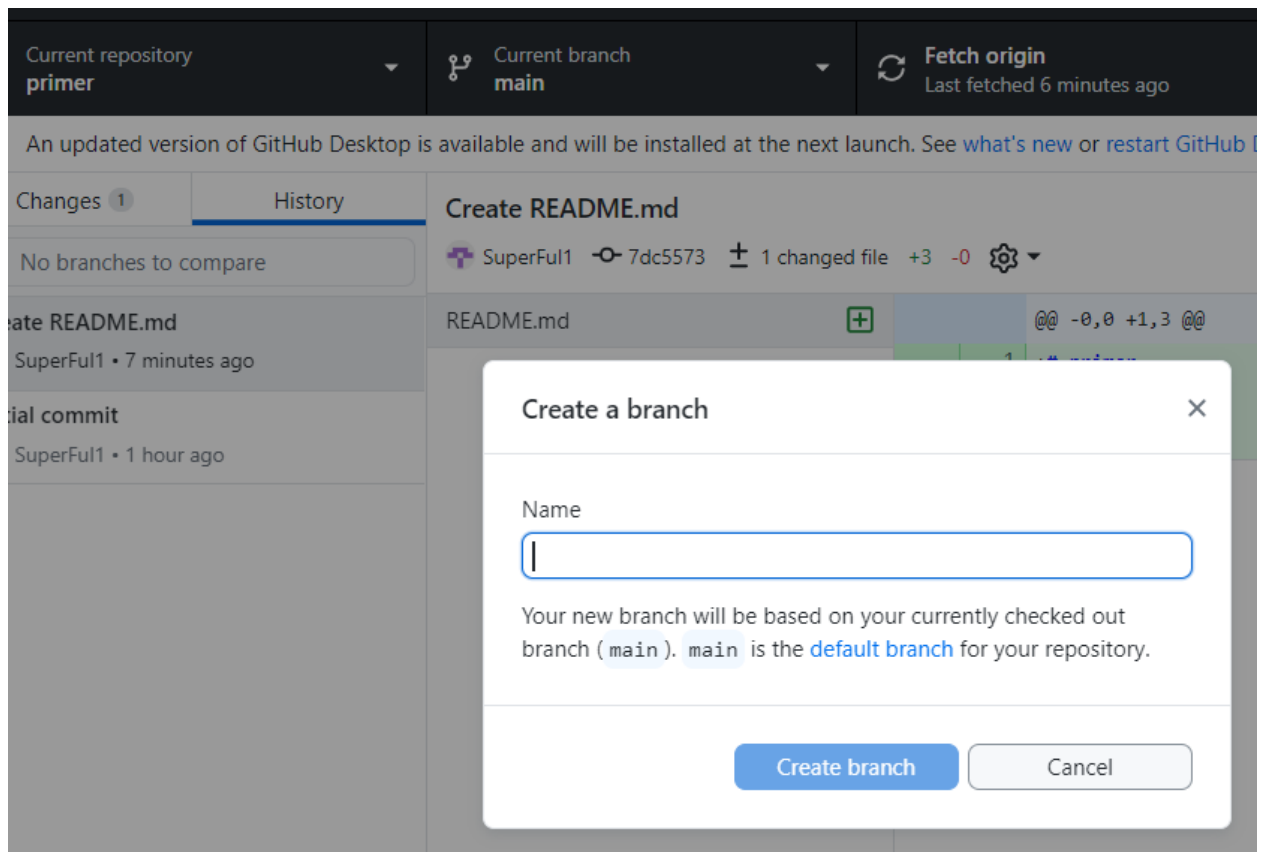 Current repository
primer
Current branch
main
Fetch origin
Last fetched 6 minutes ago
An updated version of GitHub Desktop is available and will be installed at the next launch. See what's new or restart GitHub
Changes 1
History
No branches to compare
README.md
SuperFul1 • 7 minutes ago
commit
SuperFul1 • 1 hour ago
Create README.md
SuperFul1 7dc5573 1 changed file +3 -0
README.md
@@ -0,0 +1,3 @@
1
Create a branch
Name
Your new branch will be based on your currently checked out
branch (main). main is the default branch for your repository.
Create branch
Cancel